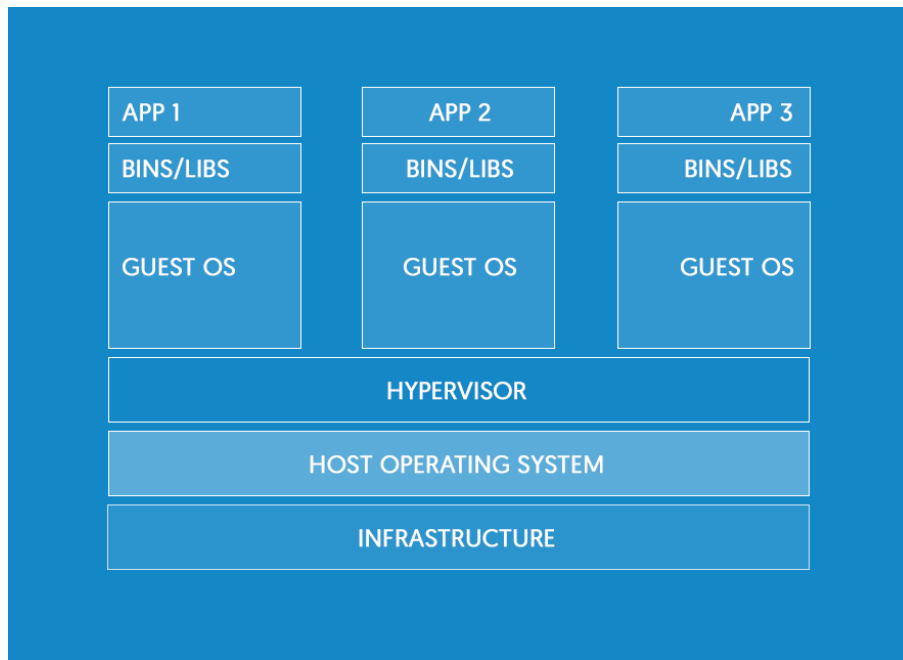 APP 1
APP 2
APP 3
BINS/LIBS
BINS/LIBS
BINS/LIBS
GUEST OS
GUEST OS
GUEST OS
HYPERVISOR
HOST OPERATING SYSTEM
INFRASTRUCTURE